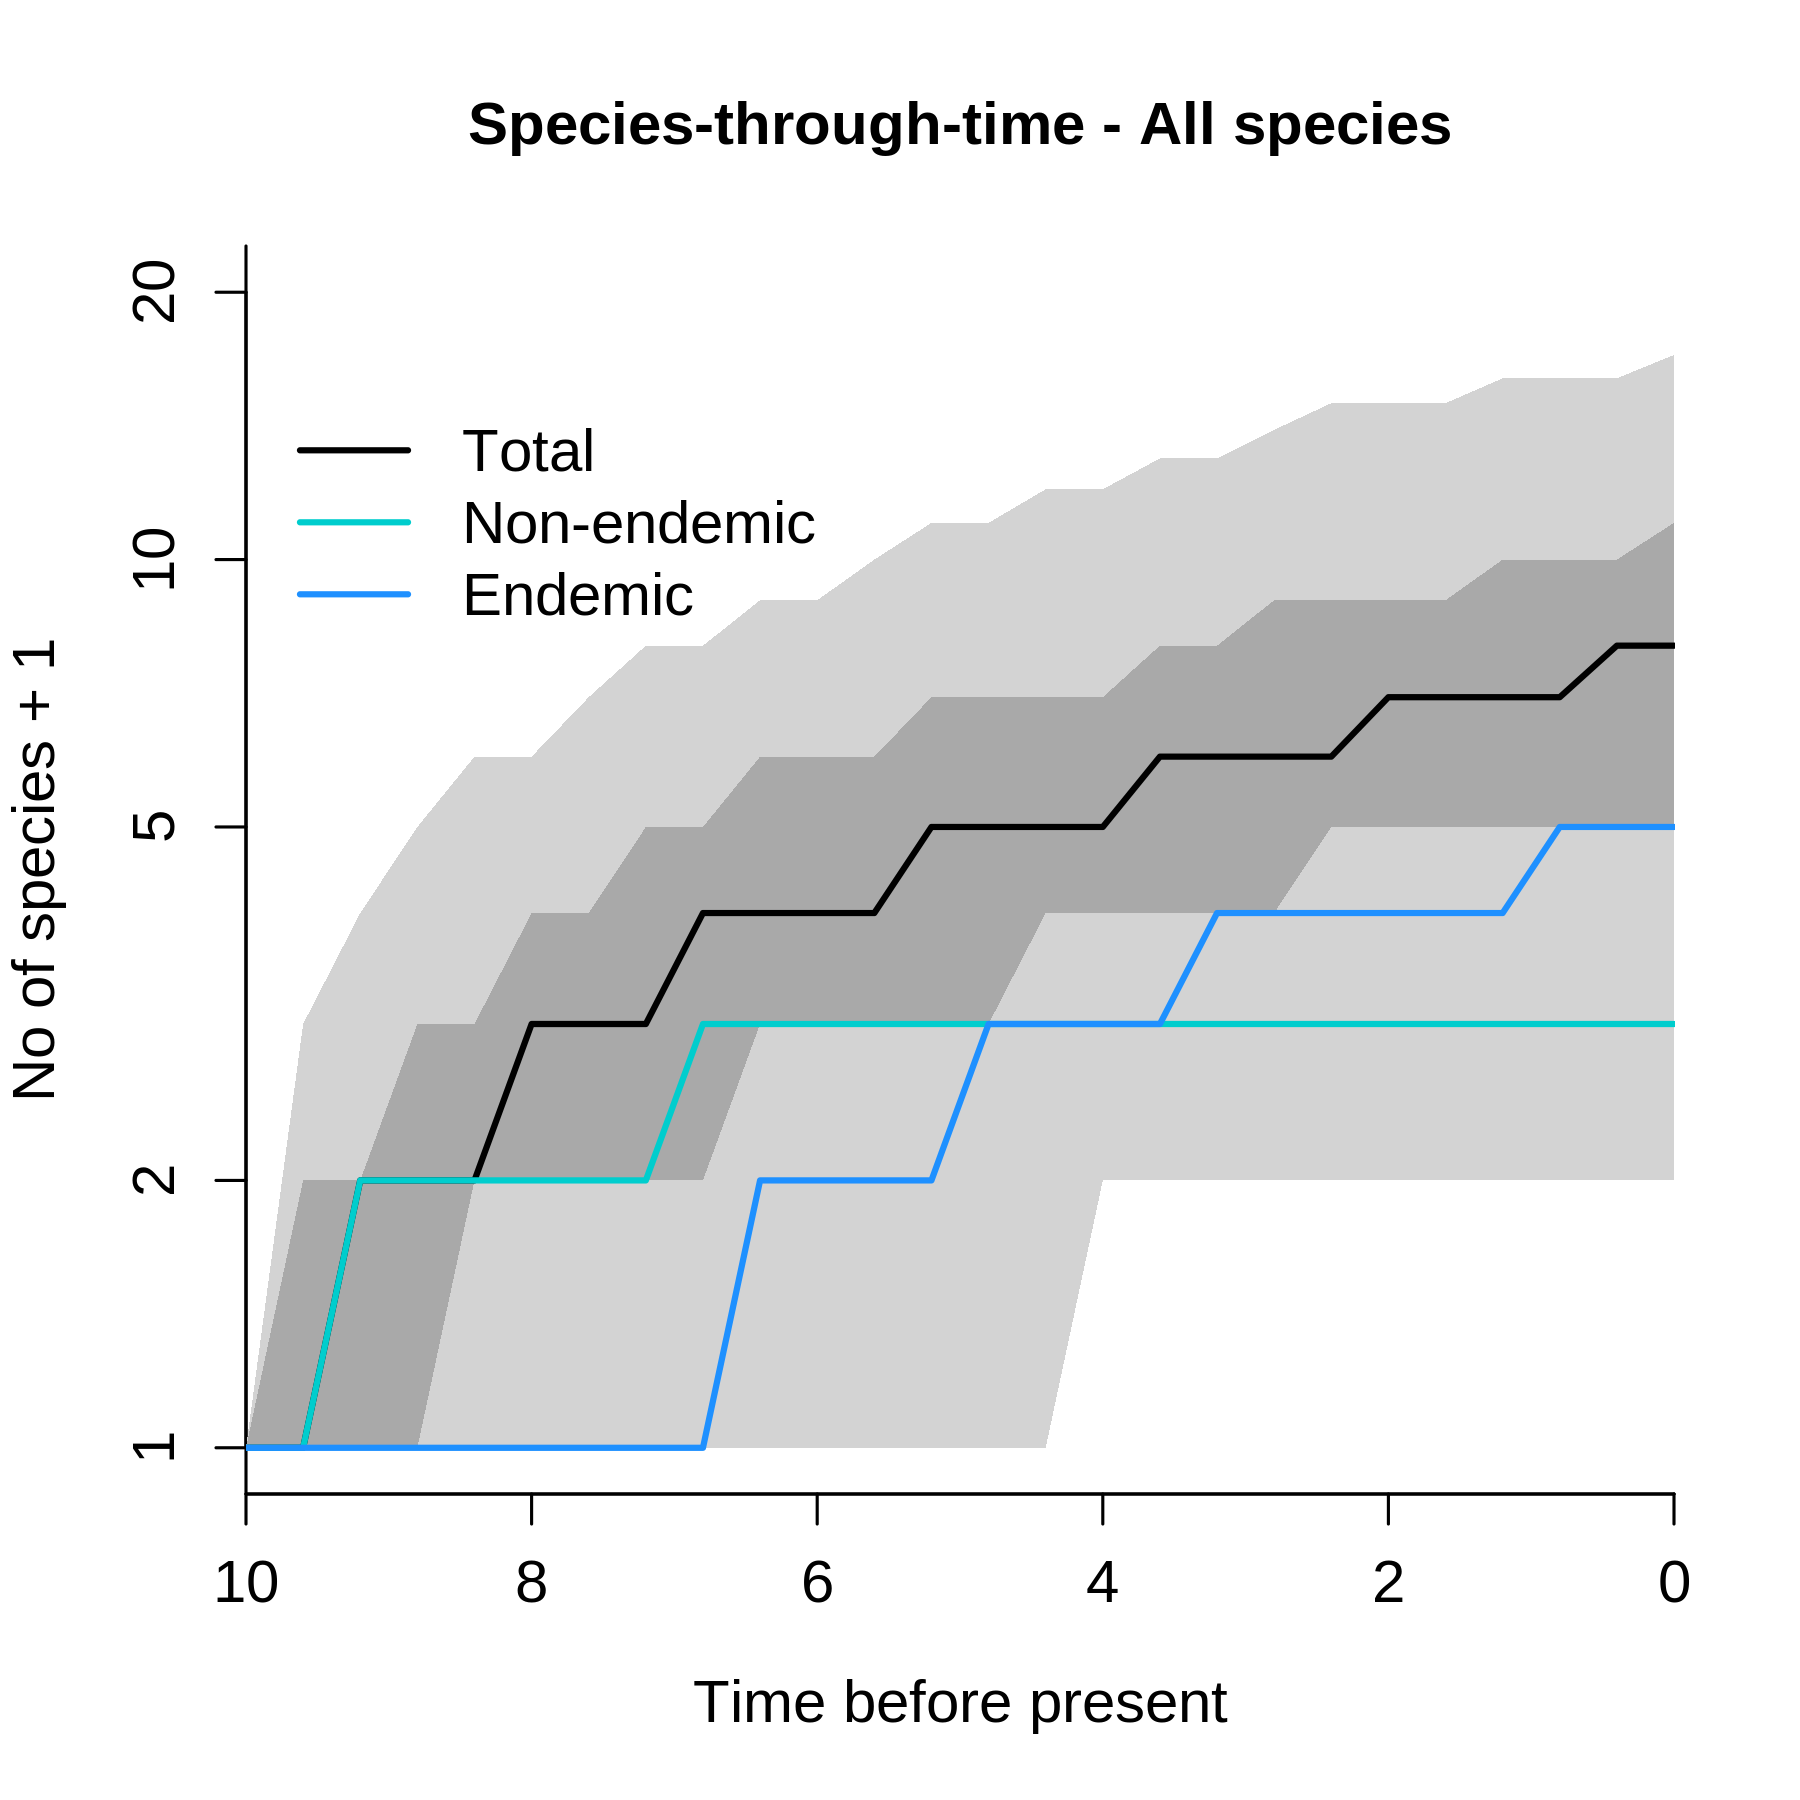 Species-through-time - All species
No of species + 1
20
10
5
2
1
Total
Non-endemic
Endemic
10 8 6 4 2 0
Time before present